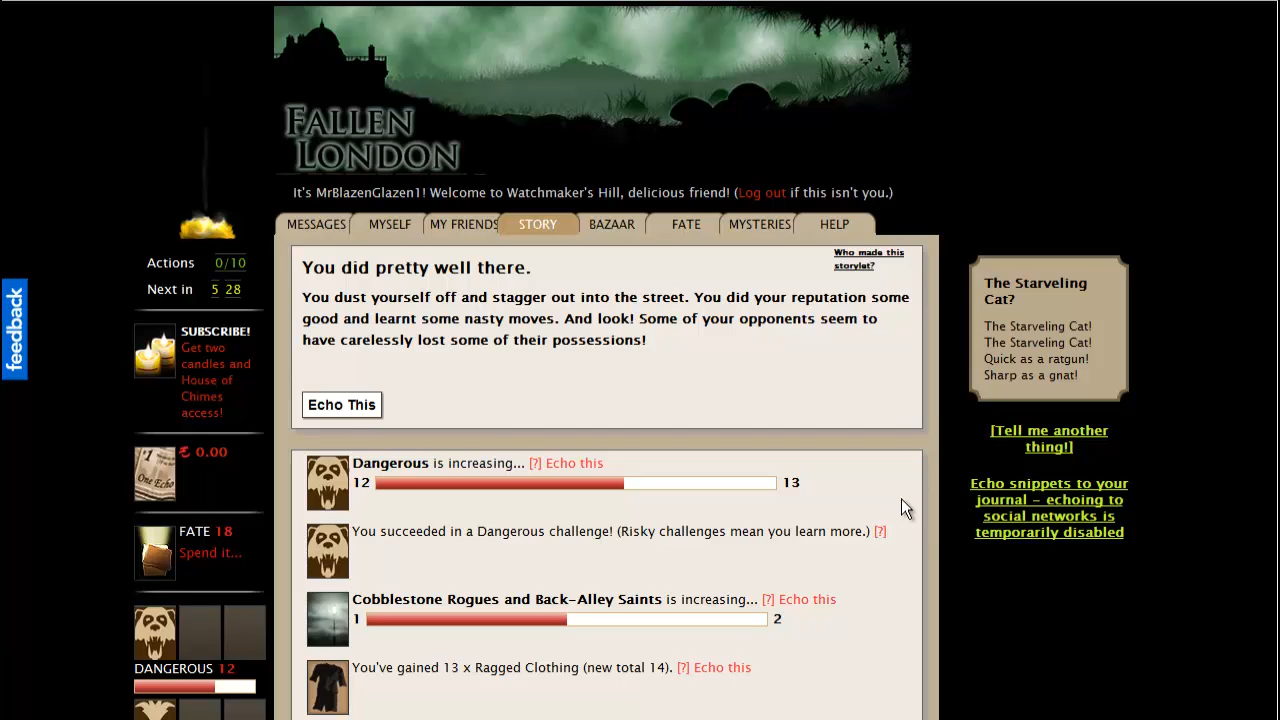 FALLEN
LONDON
It's MrBlazenGlazen1! Welcome to Watchmaker's Hill, delicious friend! (Log out if this isn't you.)
MESSAGES MYSELF MY FRIENDS STORY BAZAAR FATE MYSTERIES HELP
Actions 0/10
Next in 5 28
feedback
SUBSCRIBE!
Get two
candles and
House of
Chimes
access!
One Echo
0.00
FATE 18
Spend it...
DANGEROUS 12
You did pretty well there.
Who made this
storylet?
You dust yourself off and stagger out into the street. You did your reputation some
good and learnt some nasty moves. And look! Some of your opponents seem to
have carelessly lost some of their possessions!
Echo This
Dangerous is increasing... [?] Echo this
12 13
You succeeded in a Dangerous challenge! (Risky challenges mean you learn more.) [?]
Cobblestone Rogues and Back-Alley Saints is increasing... [?] Echo this
1 2
You've gained 13 x Ragged Clothing (new total 14). [?] Echo this
The Starveling
Cat?
The Starveling Cat!
The Starveling Cat!
Quick as a ratgun!
Sharp as a gnat!
[Tell me another
thing!]
Echo snippets to your
journal - echoing to
social networks is
temporarily disabled